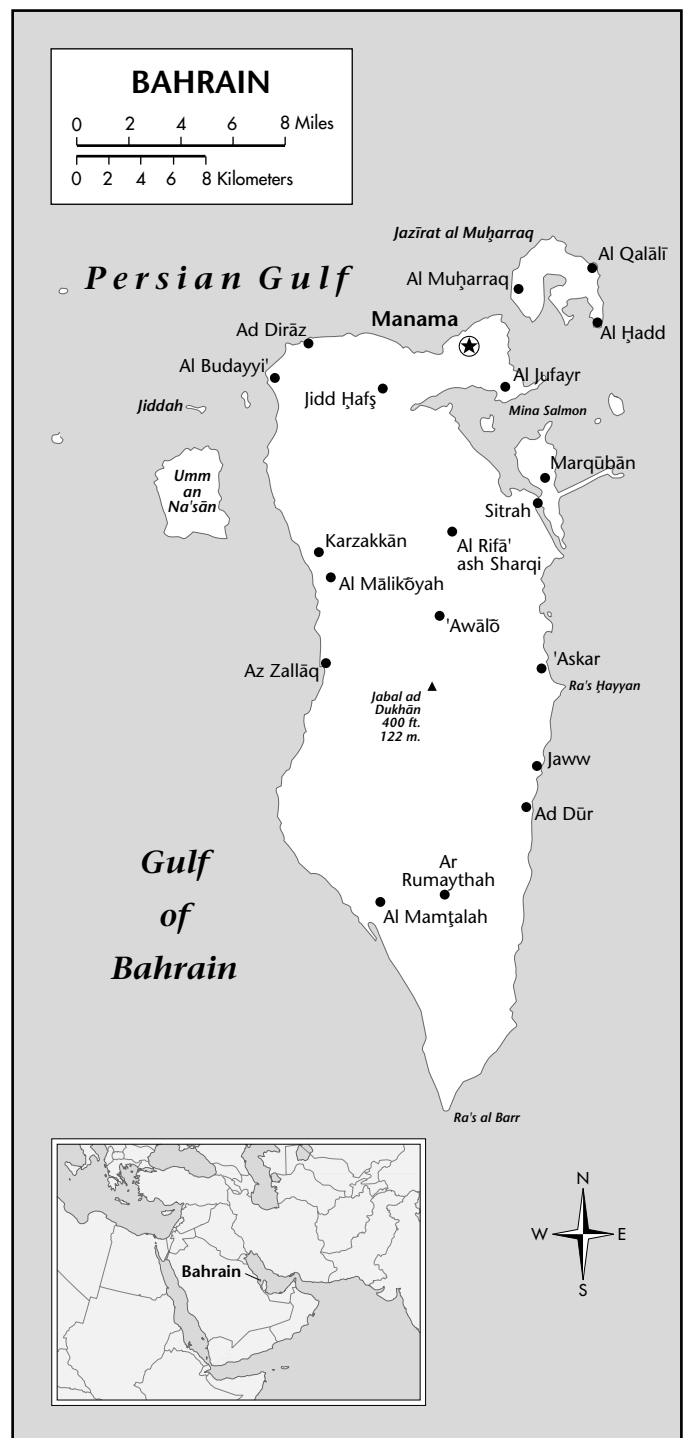 BAHRAIN
0 2 4 6 8 Miles
0 2 4 6 8 Kilometers
Jazīrat al Muḩarraq
Al Qalālī
Persian Gulf
Al Muḩarraq
Manama
Al Ḩadd
Ad Dirāz
Al Budayyi'
Al Jufayr
Jidd Ḩafş
Jiddah
Mina Salmon
Umm
an
Na'sān
Marqūbān
Sitrah
Karzakkān
Al Rifā'
ash Sharqi
Al Mālikōyah
'Awālō
Az Zallāq
'Askar
Ra's Ḩayyan
Jabal ad
Dukhān
400 ft.
122 m.
Jaww
Ad Dūr
Gulf
of
Bahrain
Ar
Rumaythah
Al Mamţalah
Ra's al Barr
Bahrain
N
W E
S